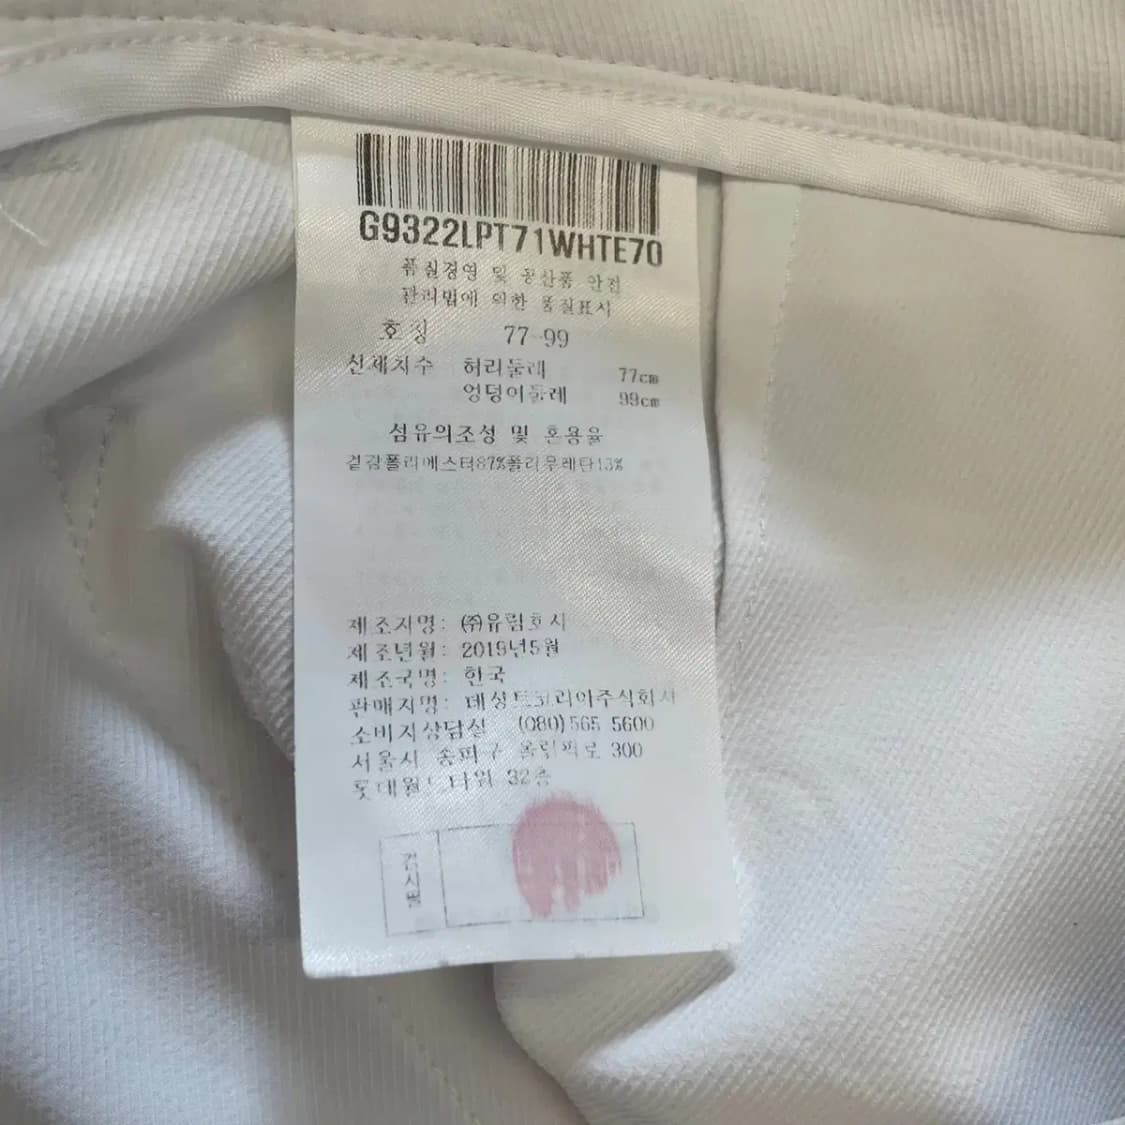 G9322LPT71WHTE70
품질경영 및 공산품 안전
관리법에 의한 품질표시
호칭 77-99
신체치수 허리둘레 77cm
엉덩이둘레 99cm
섬유의조성 및 혼용율
겉감폴리에스터87%폴리우레탄13%
제조자명: ㈜유림호시
제조년월: 2019년5월
제조국명: 한국
판매자명: 데상트코리아주식회사
소비자상담실 (080)565 5600
서울시 송파구 올림픽로 300
롯데월드타워 32층
검사필